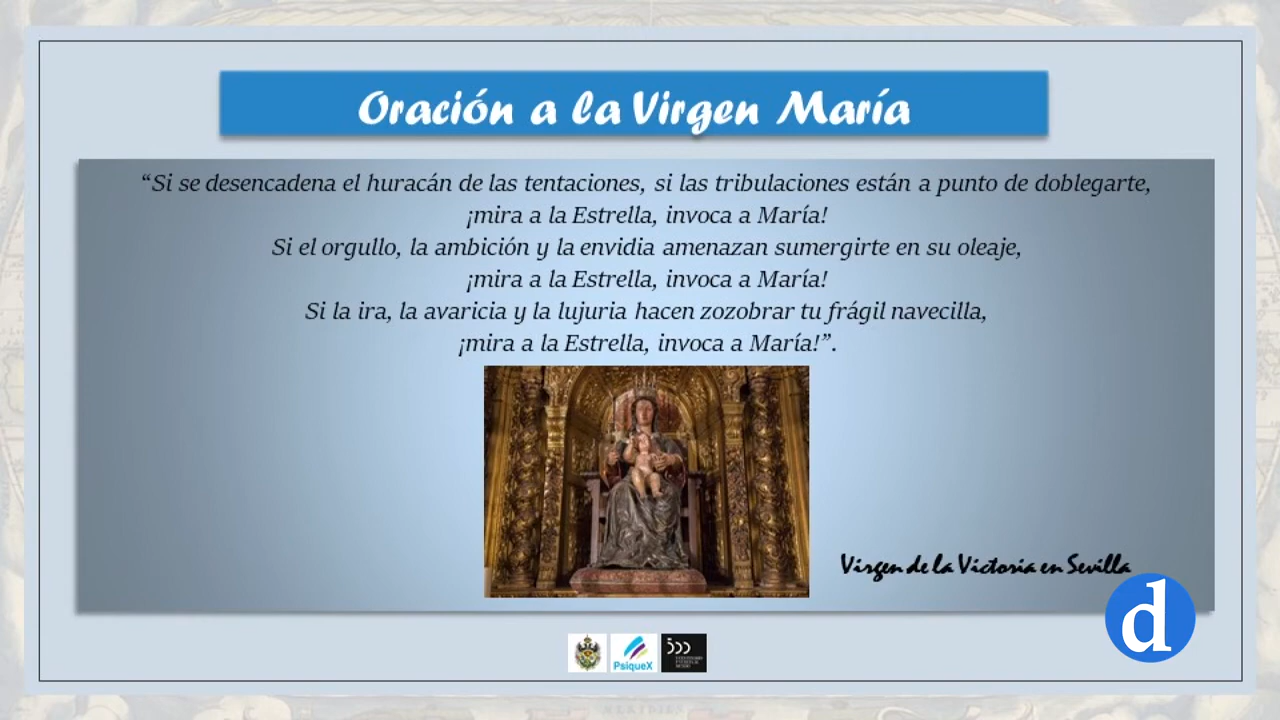 Oración a la Virgen María
“Si se desencadena el huracán de las tentaciones, si las tribulaciones están a punto de doblegarte,
¡mira a la Estrella, invoca a María!
Si el orgullo, la ambición y la envidia amenazan sumergirte en su oleaje,
¡mira a la Estrella, invoca a María!
Si la ira, la avaricia y la lujuria hacen zozobrar tu frágil navecilla,
¡mira a la Estrella, invoca a María!”.
Virgen de la Victoria en Sevilla
d
PsiqueX